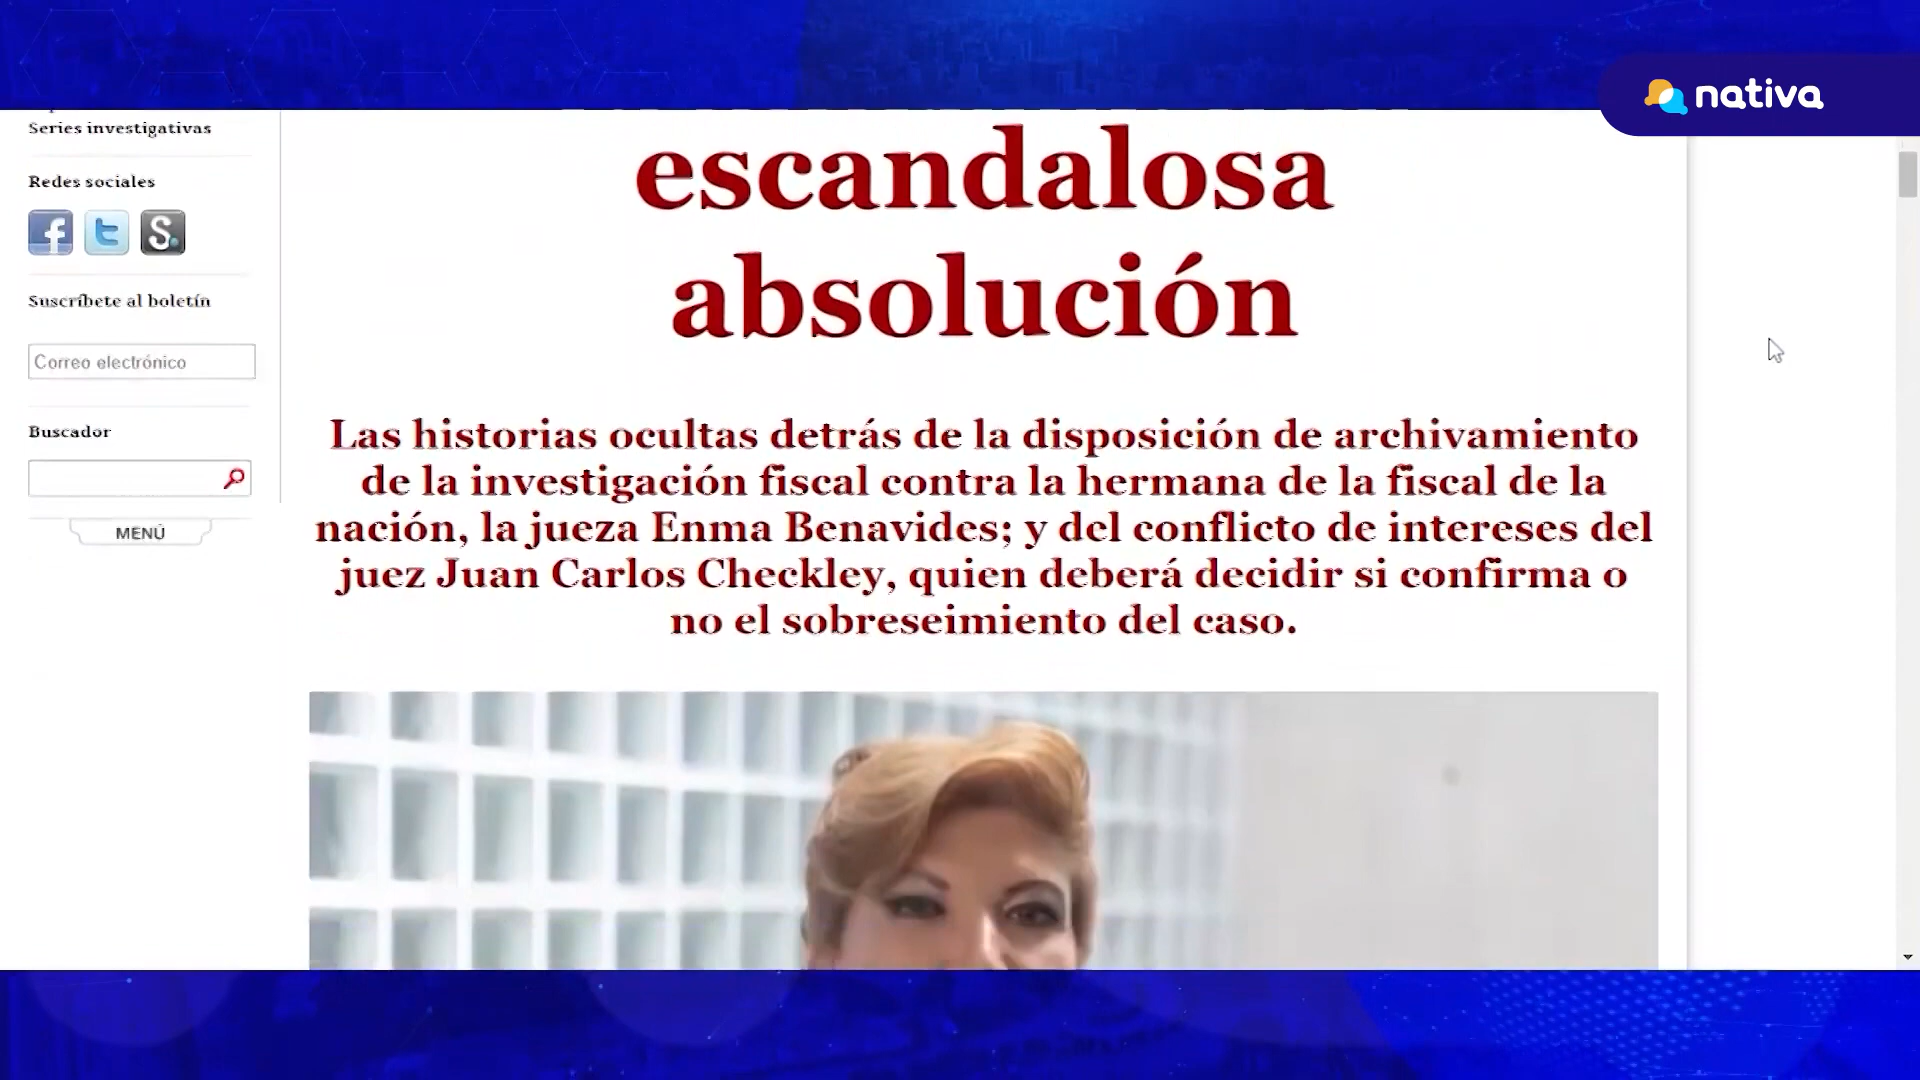 nativa
Series investigativas
Redes sociales
Suscríbete al boletín
Correo electrónico
Buscador
MENÚ
escandalosa
absolución
Las historias ocultas detrás de la disposición de archivamiento
de la investigación fiscal contra la hermana de la fiscal de la
nación, la jueza Enma Benavides; y del conflicto de intereses del
juez Juan Carlos Checkley, quien deberá decidir si confirma o
no el sobreseimiento del caso.